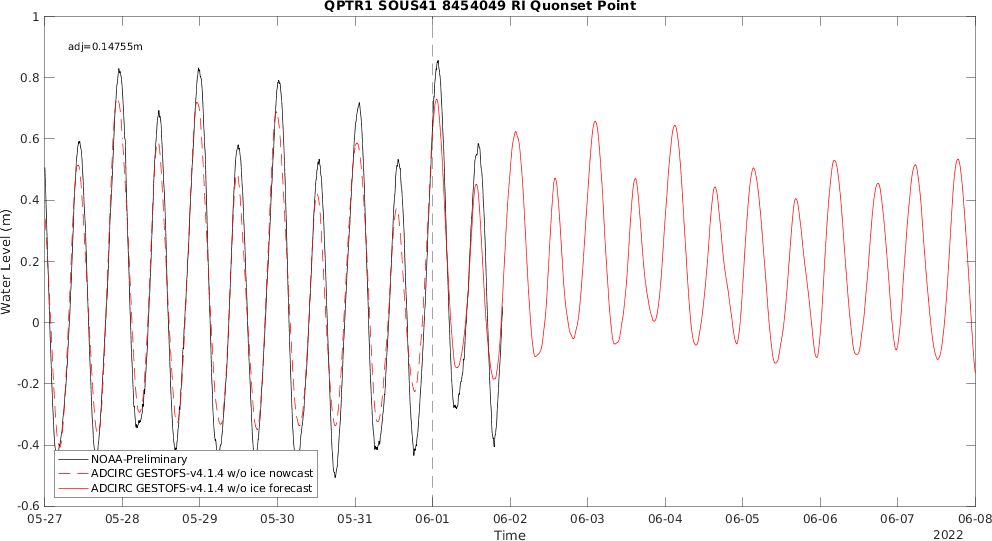 QPTR1 SOUS41 8454049 RI Quonset Point
adj=0.14755m
Water Level (m)
1
0.8
0.6
0.4
0.2
0
-0.2
-0.4
-0.6
NOAA-Preliminary
ADCIRC GESTOFS-v4.1.4 w/o ice nowcast
ADCIRC GESTOFS-v4.1.4 w/o ice forecast
05-27 05-28 05-29 05-30 05-31 06-01 06-02 06-03 06-04 06-05 06-06 06-07 06-08
Time
2022